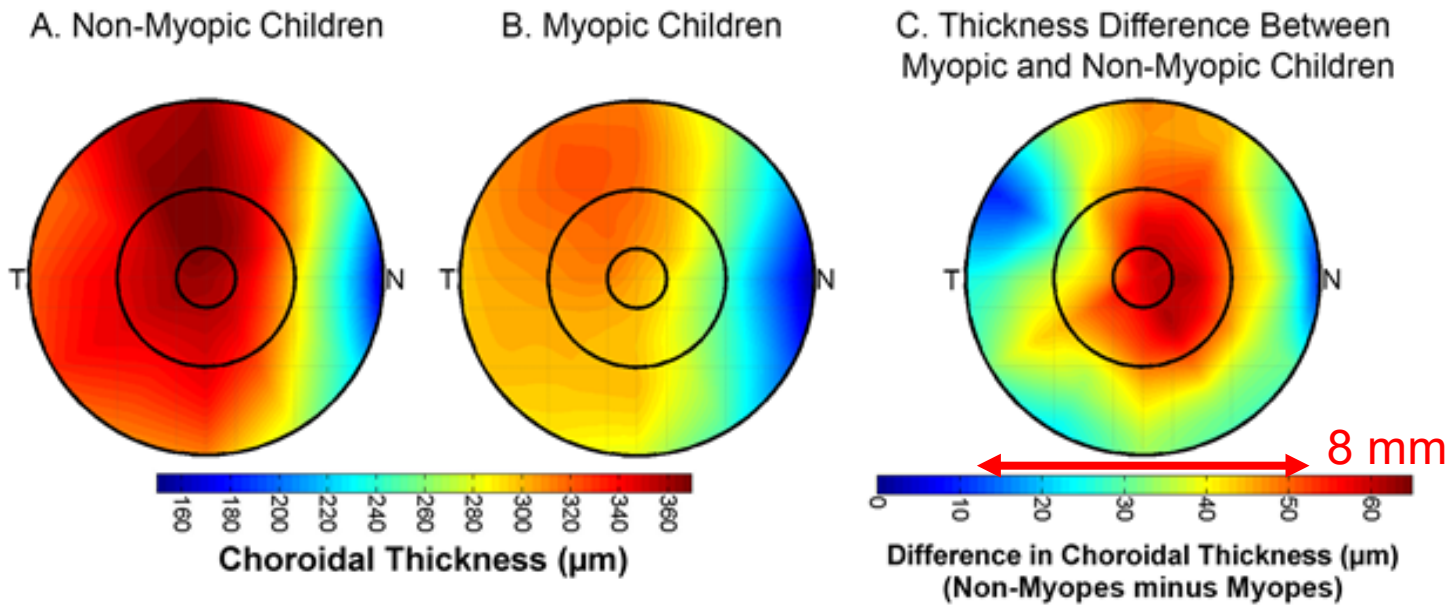 A. Non-Myopic Children
B. Myopic Children
C. Thickness Difference Between
Myopic and Non-Myopic Children
T
N
T
N
8 mm
160 180 200 220 240 260 280 300 320 340 360
Choroidal Thickness (µm)
0 10 20 30 40 50 60
Difference in Choroidal Thickness (µm)
(Non-Myopes minus Myopes)